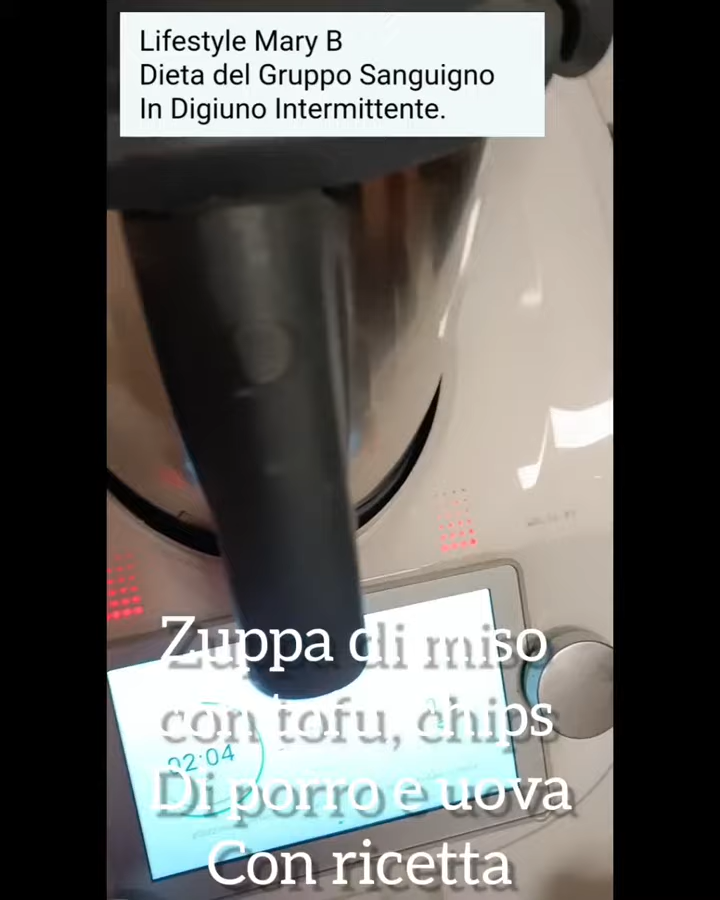 Lifestyle Mary B
Dieta del Gruppo Sanguigno
In Digiuno Intermittente.
Zuppa di miso
con tofu, chips
02:04
Di porro e uova
Con ricetta